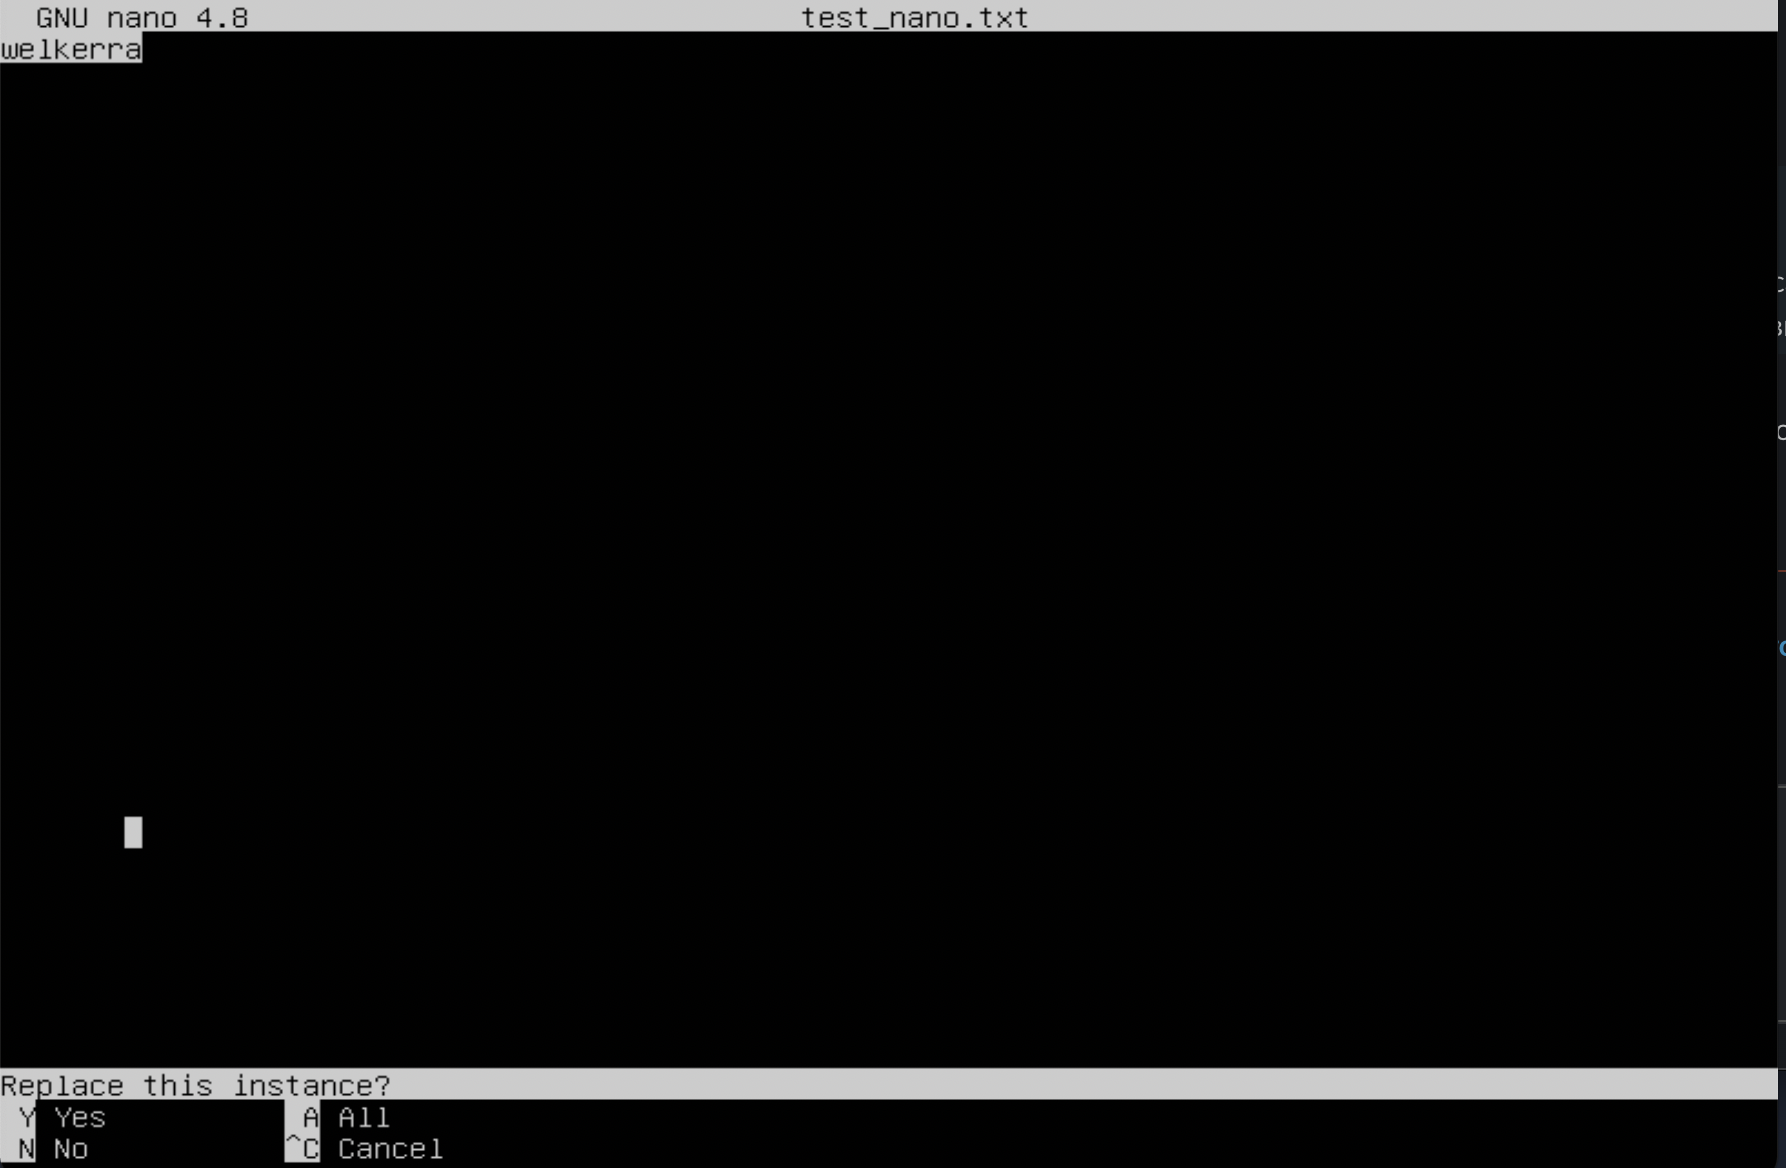 GNU nano 4.8 test_nano.txt
welkerra
Replace this instance?
Y Yes A All
N No ^C Cancel